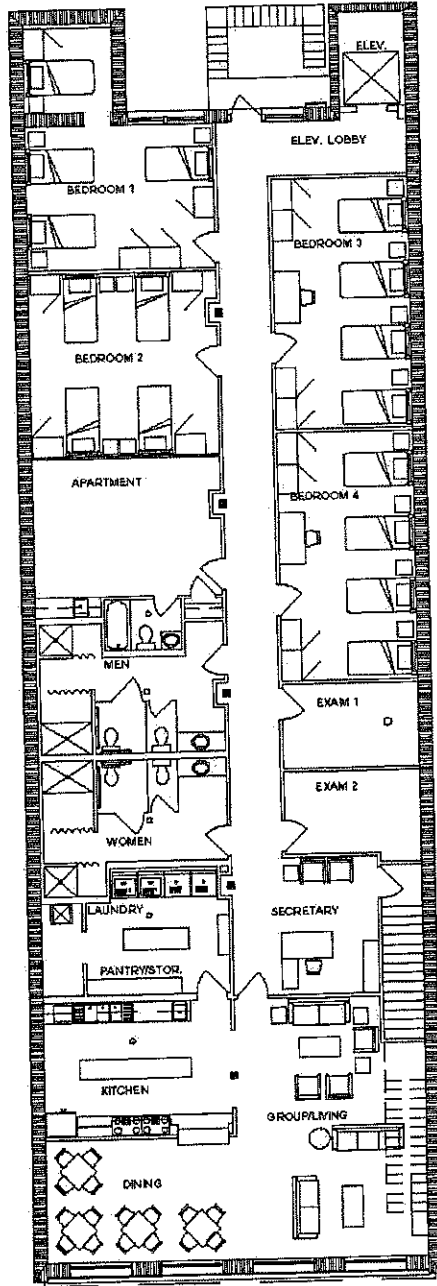 ELEV.
ELEV. LOBBY
BEDROOM 1
BEDROOM 3
BEDROOM 2
APARTMENT
BEDROOM 4
MEN
EXAM 1
EXAM 2
WOMEN
LAUNDRY
SECRETARY
PANTRY/STOR.
KITCHEN
GROUP/LIVING
DINING